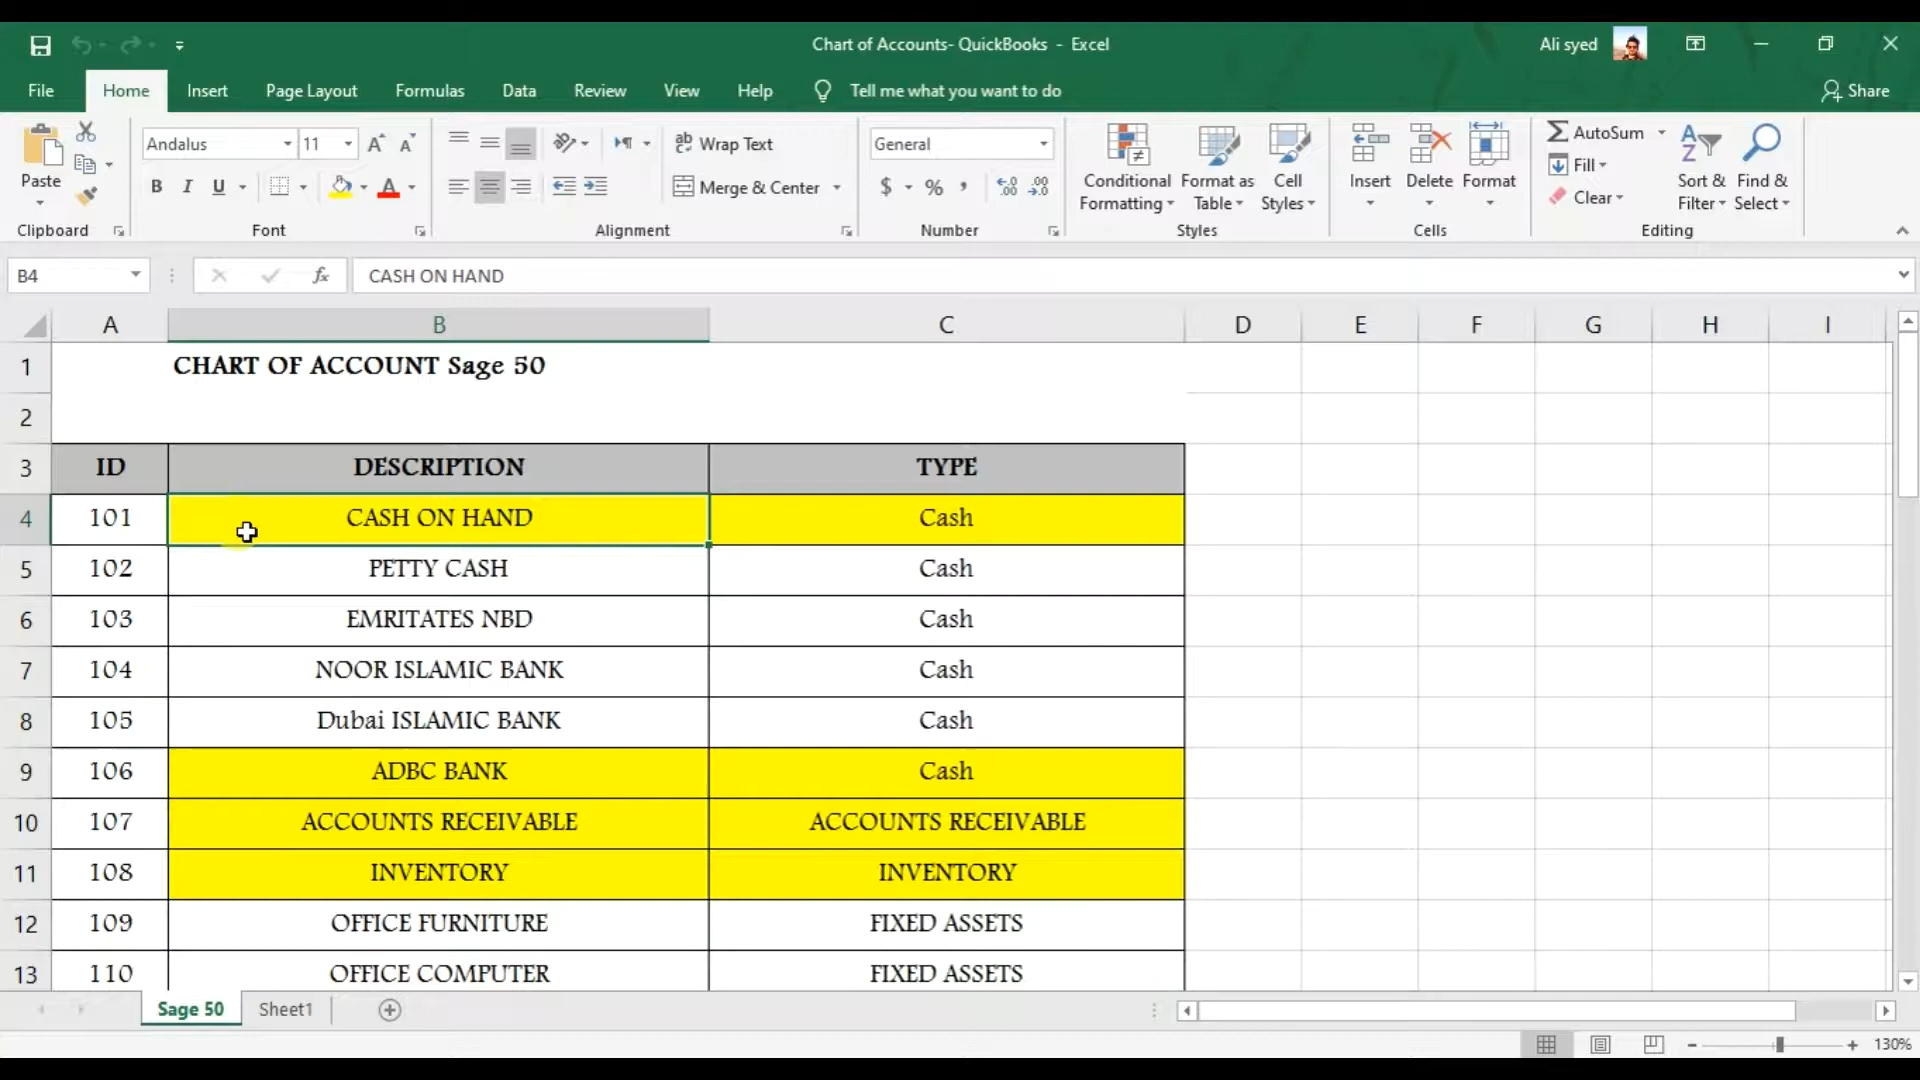 Chart of Accounts- QuickBooks - Excel
Ali syed
File Home Insert Page Layout Formulas Data Review View Help Tell me what you want to do Share
Paste
Clipboard
Andalus 11
B I U A
Font
Wrap Text
Merge & Center
Alignment
General
$ % ,
Number
Conditional Formatting
Format as Table
Cell Styles
Styles
Insert Delete Format
Cells
AutoSum
Fill
Clear
Sort & Filter
Find & Select
Editing
B4 fx CASH ON HAND
A B C D E F G H I
1 CHART OF ACCOUNT Sage 50
2
3 ID DESCRIPTION TYPE
4 101 CASH ON HAND Cash
5 102 PETTY CASH Cash
6 103 EMRITATES NBD Cash
7 104 NOOR ISLAMIC BANK Cash
8 105 Dubai ISLAMIC BANK Cash
9 106 ADBC BANK Cash
10 107 ACCOUNTS RECEIVABLE ACCOUNTS RECEIVABLE
11 108 INVENTORY INVENTORY
12 109 OFFICE FURNITURE FIXED ASSETS
13 110 OFFICE COMPUTER FIXED ASSETS
Sage 50 Sheet1
130%